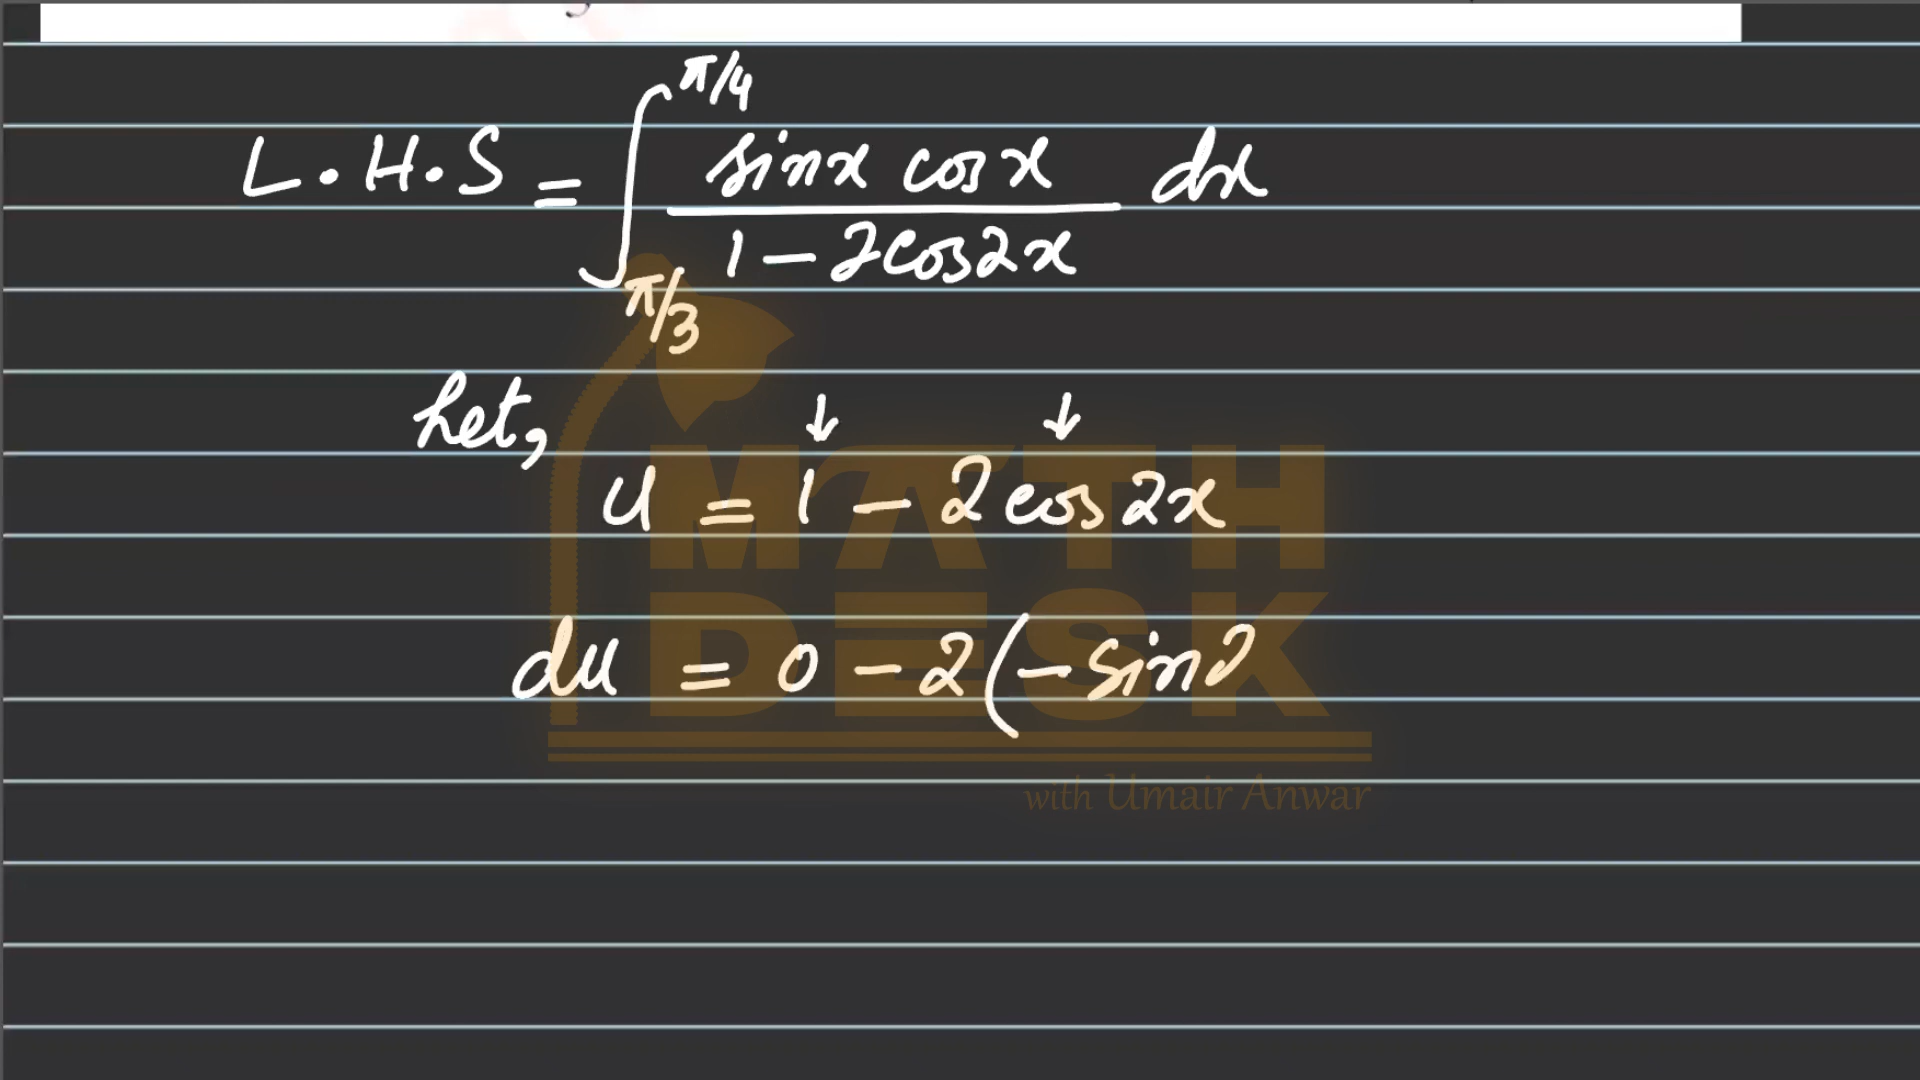 L.H.S = ∫_{π/3}^{π/4} \frac{sinx cosx}{1 - 2cos2x} dx
Let, ↓ ↓
u = 1 - 2cos2x
du = 0 - 2(-sin2
MATH
DESK
with Umair Anwar